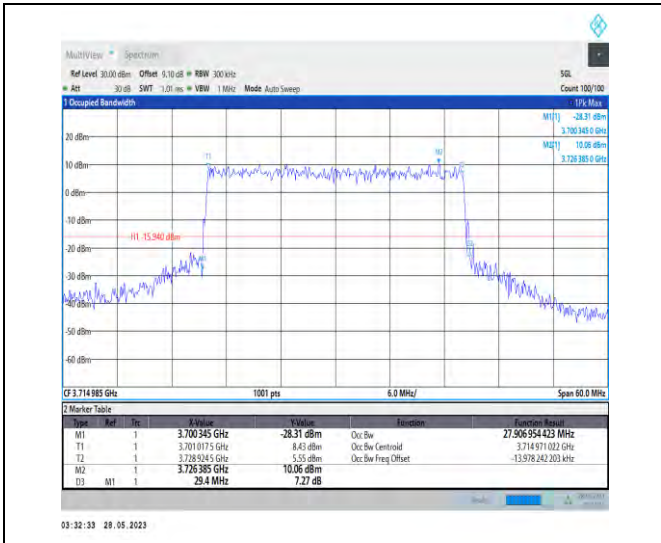 MultiView Spectrum
Ref Level 30.00 dBm Offset 9.10 dB RBW 300 kHz SGL
Att 30 dB SWT 1.01 ms VBW 1 MHz Mode Auto Sweep Count 100/100
1 Occupied Bandwidth 1Pk Max
M1[1] -28.31 dBm
3.700 345 0 GHz
M2[1] 10.06 dBm
3.726 385 0 GHz
20 dBm
10 dBm
0 dBm
-10 dBm
H1 -15.940 dBm
-20 dBm
-30 dBm
-40 dBm
-50 dBm
-60 dBm
T1
M2
CF 3.714 985 GHz 1001 pts 6.0 MHz/ Span 60.0 MHz
2 Marker Table
Type Ref Trc X-Value Y-Value Function Function Result
M1 1 3.700 345 GHz -28.31 dBm Occ Bw 27.906 954 423 MHz
T1 1 3.701 017 5 GHz 8.43 dBm Occ Bw Centroid 3.714 971 022 GHz
T2 1 3.728 924 5 GHz 5.55 dBm Occ Bw Freq Offset -13.978 242 203 kHz
M2 1 3.726 385 GHz 10.06 dBm
D3 M1 1 29.4 MHz 7.27 dB
03:32:33 28.05.2023